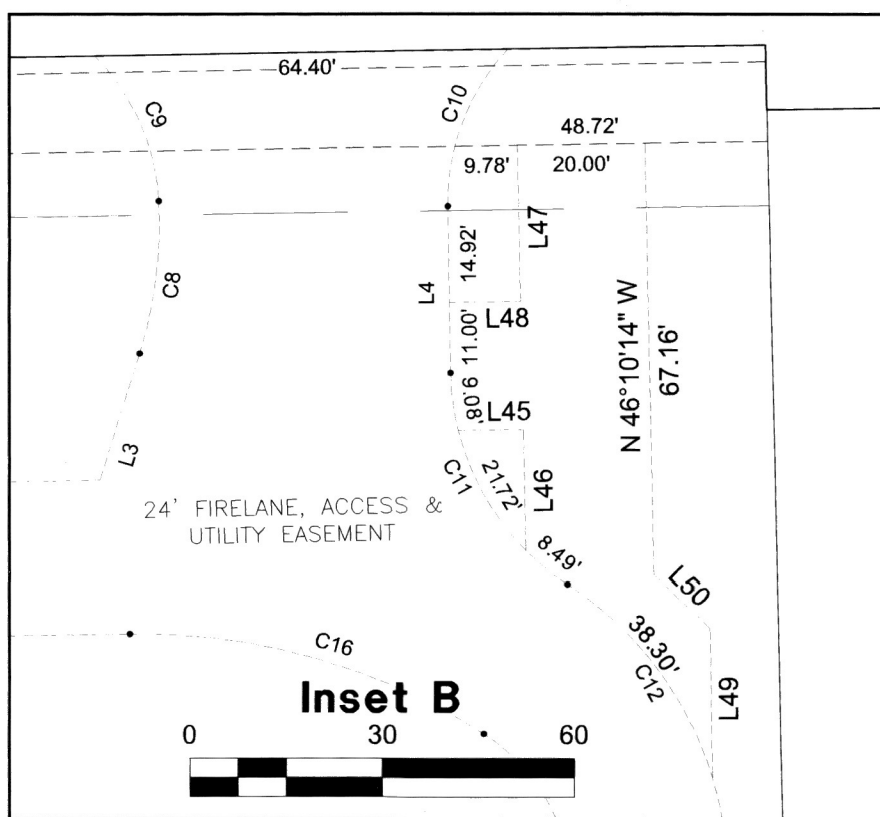 64.40'
C9
C10
48.72'
9.78'
20.00'
L47
14.92'
C8
L4
L48
N 46°10'14" W
67.16'
11.00'
9.08'
L45
L3
C11
21.72'
L46
24' FIRELANE, ACCESS &
UTILITY EASEMENT
8.49'
L50
38.30'
C16
C12
L49
Inset B
0
30
60